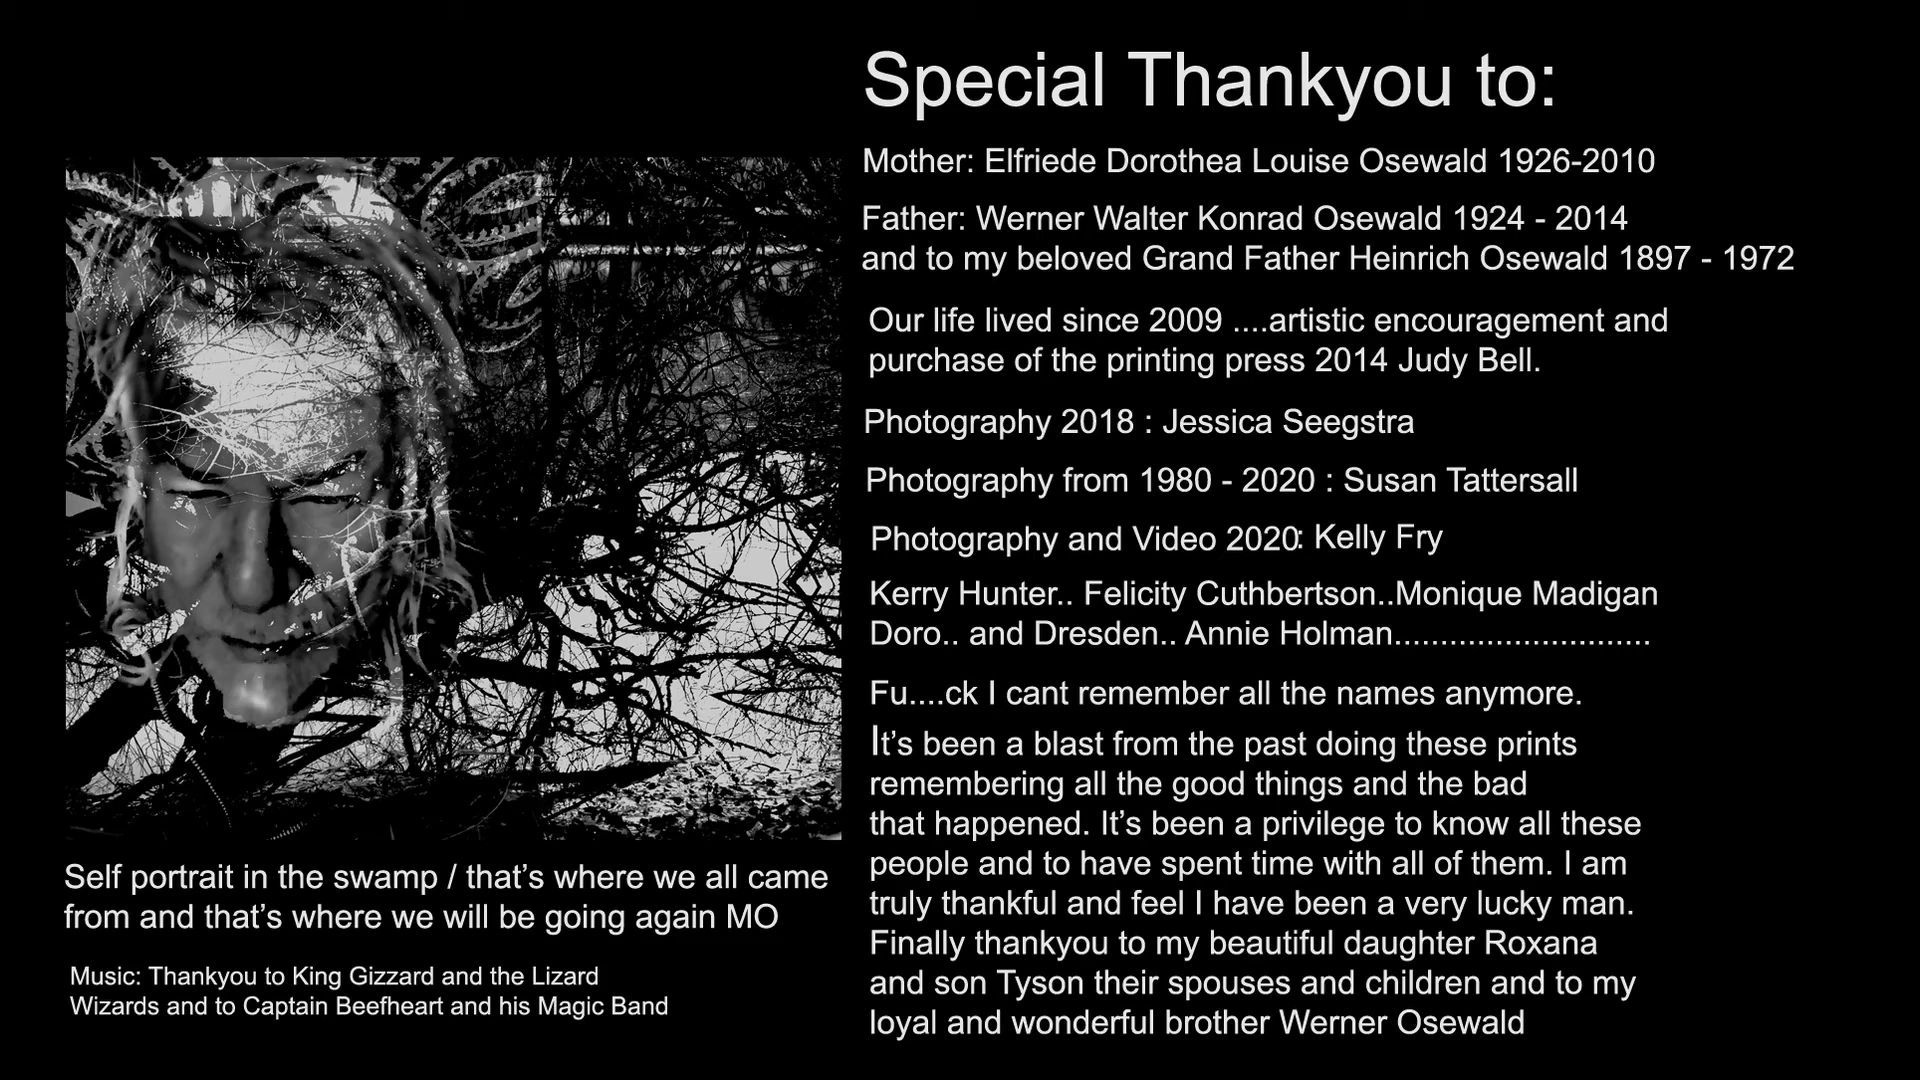 Special Thankyou to:
Mother: Elfriede Dorothea Louise Osewald 1926-2010
Father: Werner Walter Konrad Osewald 1924 - 2014
and to my beloved Grand Father Heinrich Osewald 1897 - 1972
Our life lived since 2009 ....artistic encouragement and
purchase of the printing press 2014 Judy Bell.
Photography 2018 : Jessica Seegstra
Photography from 1980 - 2020 : Susan Tattersall
Photography and Video 2020: Kelly Fry
Kerry Hunter.. Felicity Cuthbertson..Monique Madigan
Doro.. and Dresden.. Annie Holman............................
Fu....ck I cant remember all the names anymore.
It’s been a blast from the past doing these prints
remembering all the good things and the bad
that happened. It’s been a privilege to know all these
people and to have spent time with all of them. I am
truly thankful and feel I have been a very lucky man.
Finally thankyou to my beautiful daughter Roxana
and son Tyson their spouses and children and to my
loyal and wonderful brother Werner Osewald
Self portrait in the swamp / that’s where we all came
from and that’s where we will be going again MO
Music: Thankyou to King Gizzard and the Lizard
Wizards and to Captain Beefheart and his Magic Band